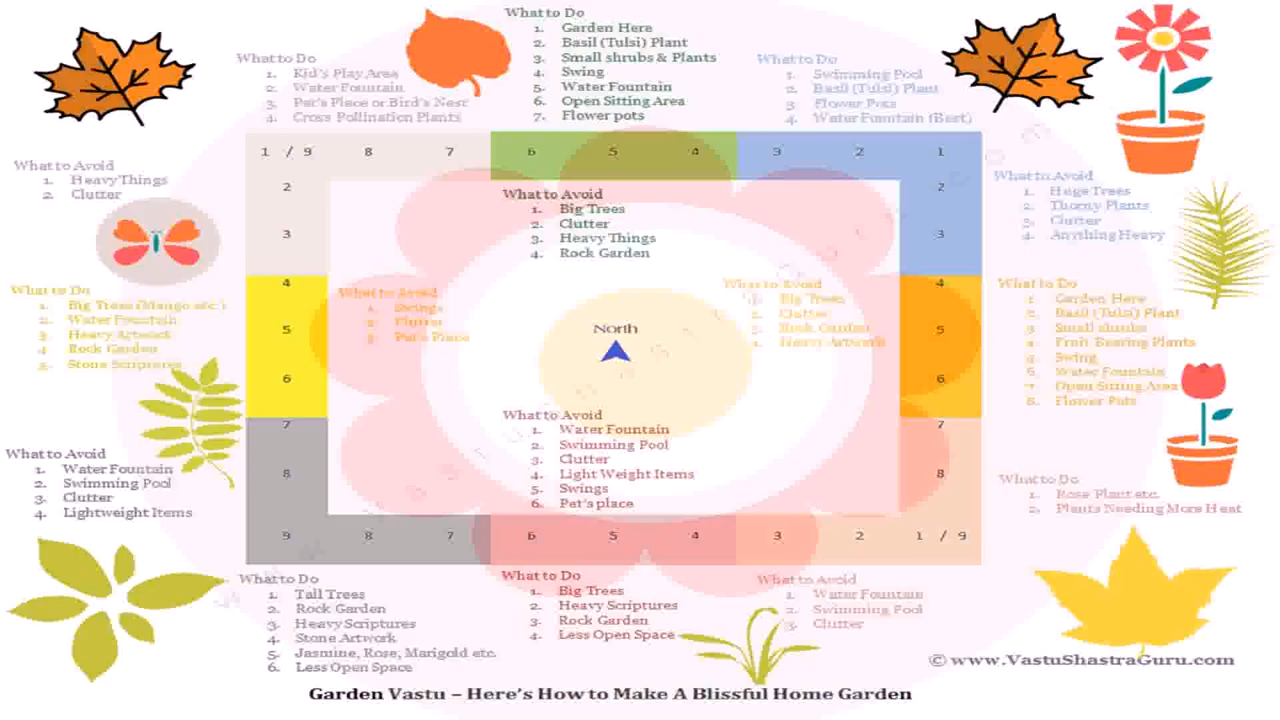 What to Do
1. Garden Here
2. Basil (Tulsi) Plant
3. Small shrubs & Plants
4. Swing
5. Water Fountain
6. Open Sitting Area
7. Flower pots
What to Do
1. Kid's Play Area
2. Water Fountain
3. Pet's Place or Bird's Nest
4. Cross Pollination Plants
What to Do
1. Swimming Pool
2. Basil (Tulsi) Plant
3. Flower Pots
4. Water Fountain (Best)
1 / 9 8 7 6 5 4 3 2 1
What to Avoid
1. Heavy Things
2. Clutter
2
3
What to Avoid
1. Big Trees
2. Clutter
3. Heavy Things
4. Rock Garden
2
3
What to Avoid
1. Huge Trees
2. Thorny Plants
3. Clutter
4. Anything Heavy
What to Do
1. Big Trees (Mango etc.)
2. Water Fountain
3. Heavy Artwork
4. Rock Garden
5. Stone Scriptures
4
5
6
What to Avoid
1. Swings
2. Clutter
3. Pet's Place
North
What to Avoid
1. Big Trees
2. Clutter
3. Rock Garden
4. Heavy Artwork
4
5
6
What to Do
1. Garden Here
2. Basil (Tulsi) Plant
3. Small shrubs
4. Fruit Bearing Plants
5. Swing
6. Water Fountain
7. Open Sitting Area
8. Flower Pots
What to Avoid
1. Water Fountain
2. Swimming Pool
3. Clutter
4. Lightweight Items
7
8
What to Avoid
1. Water Fountain
2. Swimming Pool
3. Clutter
4. Light Weight Items
5. Swings
6. Pet's place
7
8
What to Do
1. Rose Plant etc.
2. Plants Needing More Heat
9 8 7 6 5 4 3 2 1 / 9
What to Do
1. Tall Trees
2. Rock Garden
3. Heavy Scriptures
4. Stone Artwork
5. Jasmine, Rose, Marigold etc.
6. Less Open Space
What to Do
1. Big Trees
2. Heavy Scriptures
3. Rock Garden
4. Less Open Space
What to Avoid
1. Water Fountain
2. Swimming Pool
3. Clutter
© www.VastuShastraGuru.com
Garden Vastu – Here's How to Make A Blissful Home Garden